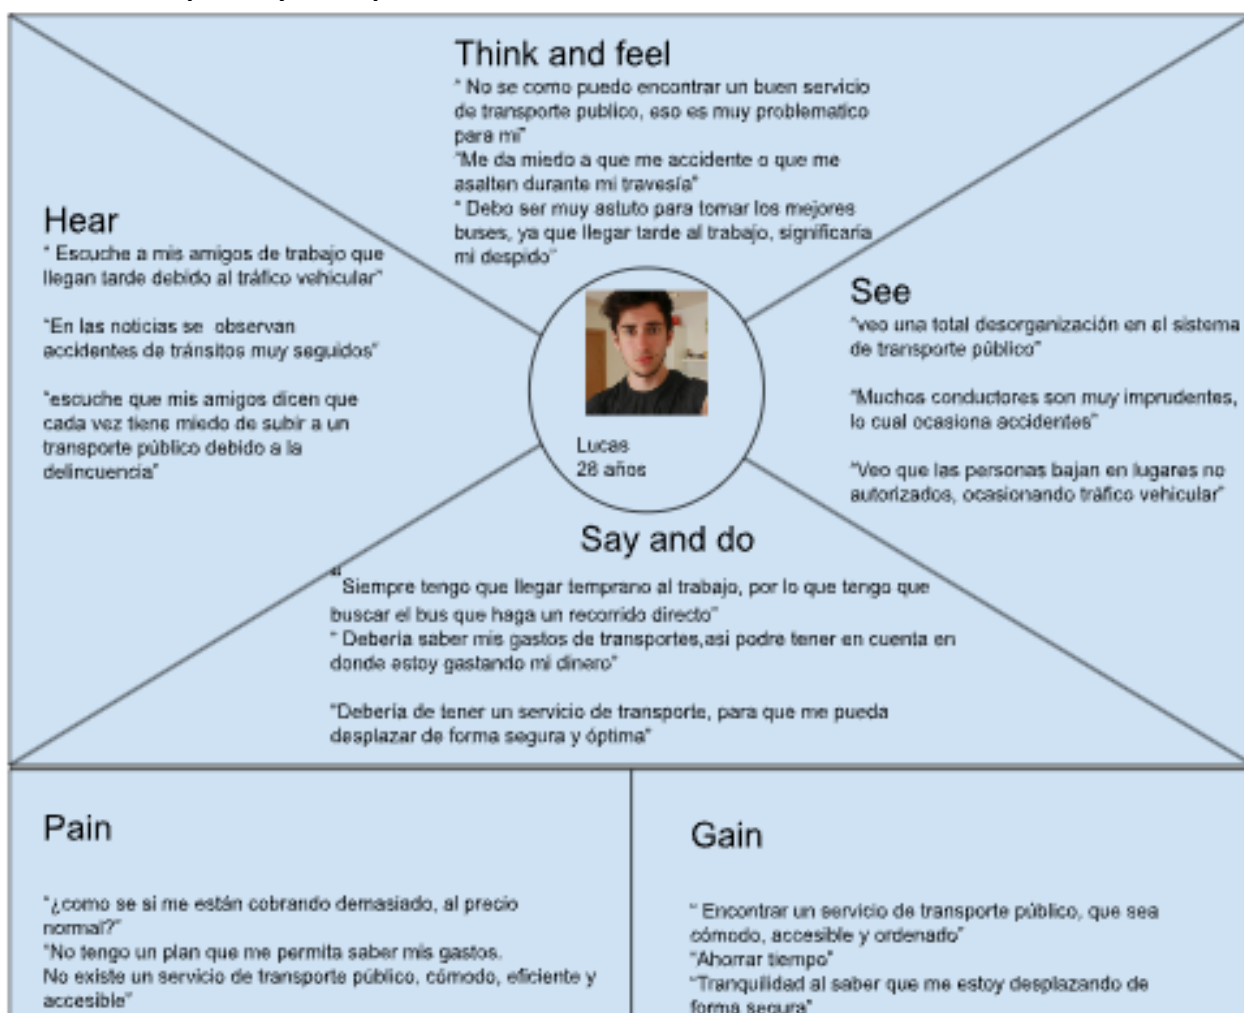 Think and feel
" No se como puedo encontrar un buen servicio
de transporte publico, eso es muy problematico
para mi"
"Me da miedo a que me accidente o que me
asalten durante mi travesía"
" Debo ser muy astuto para tomar los mejores
buses, ya que llegar tarde al trabajo, significaria
mi despido"
Hear
" Escuche a mis amigos de trabajo que
llegan tarde debido al tráfico vehicular"
"En las noticias se observan
accidentes de tránsitos muy seguidos"
"escuche que mis amigos dicen que
cada vez tiene miedo de subir a un
transporte público debido a la
delincuencia"
See
"veo una total desorganización en el sistema
de transporte público"
"Muchos conductores son muy imprudentes,
lo cual ocasiona accidentes"
"Veo que las personas bajan en lugares no
autorizados, ocasionando tráfico vehicular"
Lucas
28 años
Say and do
"Siempre tengo que llegar temprano al trabajo, por lo que tengo que
buscar el bus que haga un recorrido directo"
" Debería saber mis gastos de transportes,asi podre tener en cuenta en
donde estoy gastando mi dinero"
"Debería de tener un servicio de transporte, para que me pueda
desplazar de forma segura y óptima"
Pain
"¿como se si me están cobrando demasiado, al precio
normal?"
"No tengo un plan que me permita saber mis gastos.
No existe un servicio de transporte público, cómodo, eficiente y
accesible"
Gain
" Encontrar un servicio de transporte público, que sea
cómodo, accesible y ordenado"
"Ahorrar tiempo"
"Tranquilidad al saber que me estoy desplazando de
forma segura"